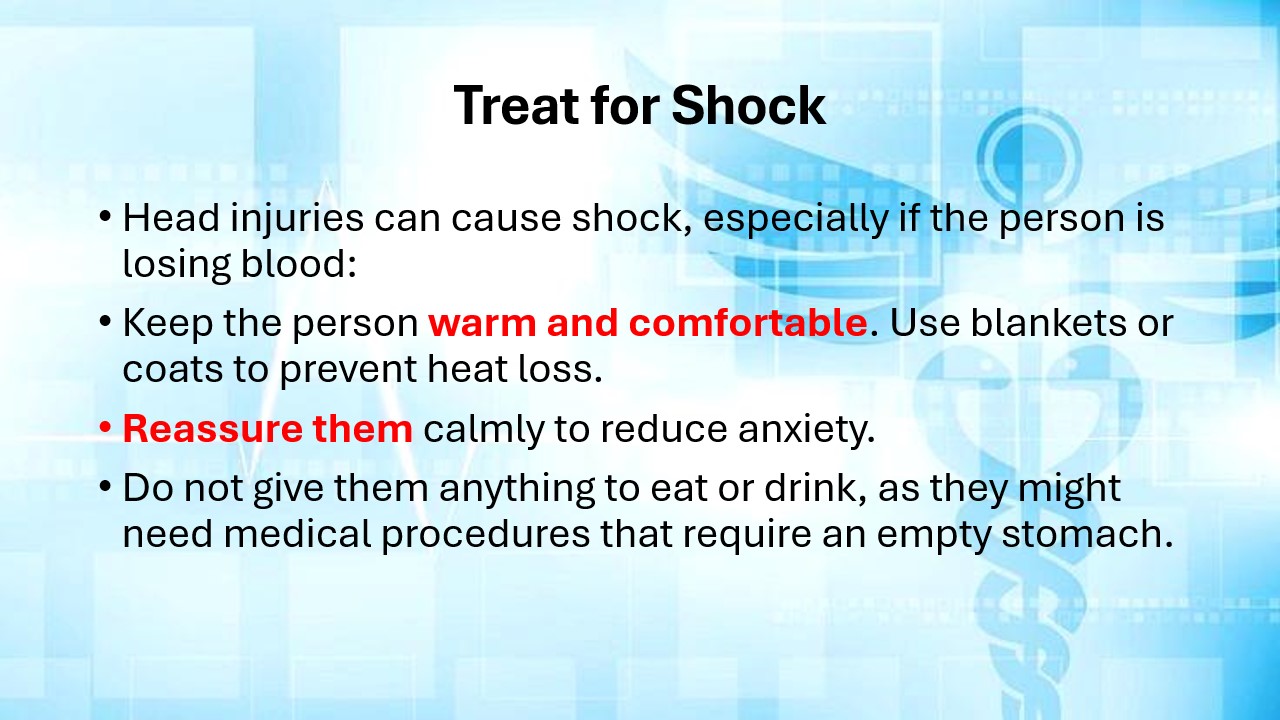 Treat for Shock
• Head injuries can cause shock, especially if the person is
losing blood:
• Keep the person warm and comfortable. Use blankets or
coats to prevent heat loss.
• Reassure them calmly to reduce anxiety.
• Do not give them anything to eat or drink, as they might
need medical procedures that require an empty stomach.